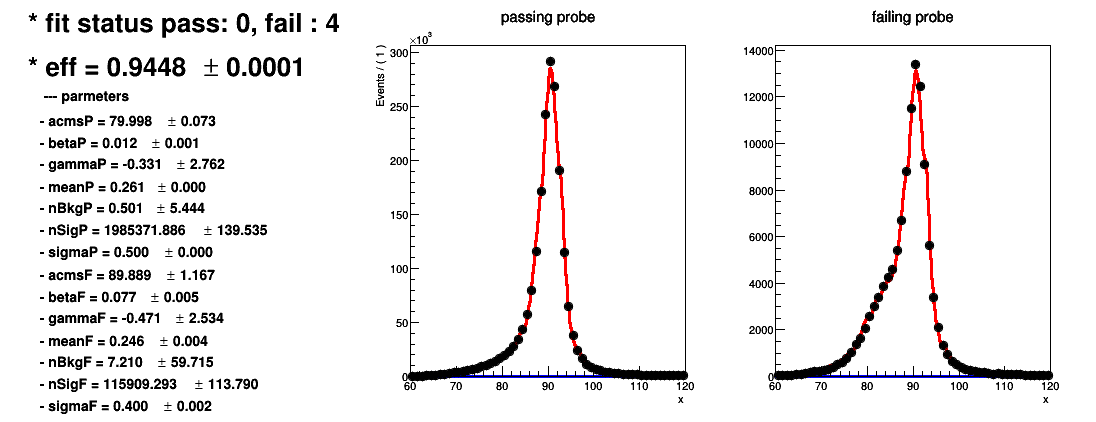 * fit status pass: 0, fail : 4
* eff = 0.9448 ± 0.0001
--- parmeters
- acmsP = 79.998 ± 0.073
- betaP = 0.012 ± 0.001
- gammaP = -0.331 ± 2.762
- meanP = 0.261 ± 0.000
- nBkgP = 0.501 ± 5.444
- nSigP = 1985371.886 ± 139.535
- sigmaP = 0.500 ± 0.000
- acmsF = 89.889 ± 1.167
- betaF = 0.077 ± 0.005
- gammaF = -0.471 ± 2.534
- meanF = 0.246 ± 0.004
- nBkgF = 7.210 ± 59.715
- nSigF = 115909.293 ± 113.790
- sigmaF = 0.400 ± 0.002
passing probe
×10³
Events / ( 1 )
300
250
200
150
100
50
0
60 70 80 90 100 110 120
x
failing probe
14000
12000
10000
8000
6000
4000
2000
0
60 70 80 90 100 110 120
x